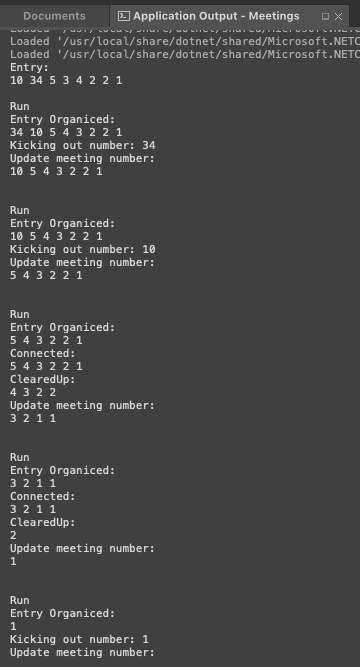 Documents
Application Output - Meetings
Loaded '/usr/local/share/dotnet/shared/Microsoft.NETC
Loaded '/usr/local/share/dotnet/shared/Microsoft.NETC
Loaded '/usr/local/share/dotnet/shared/Microsoft.NETC
Entry:
10 34 5 3 4 2 2 1
Run
Entry Organiced:
34 10 5 4 3 2 2 1
Kicking out number: 34
Update meeting number:
10 5 4 3 2 2 1
Run
Entry Organiced:
10 5 4 3 2 2 1
Kicking out number: 10
Update meeting number:
5 4 3 2 2 1
Run
Entry Organiced:
5 4 3 2 2 1
Connected:
5 4 3 2 2 1
ClearedUp:
4 3 2 2
Update meeting number:
3 2 1 1
Run
Entry Organiced:
3 2 1 1
Connected:
3 2 1 1
ClearedUp:
2
Update meeting number:
1
Run
Entry Organiced:
1
Kicking out number: 1
Update meeting number: